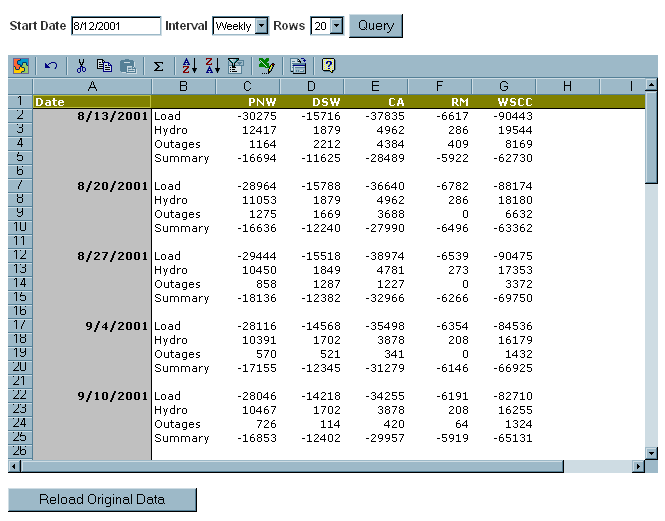 Start Date 8/12/2001 Interval Weekly Rows 20 Query
A B C D E F G H I
1 Date PNW DSW CA RM WSCC
2 8/13/2001 Load -30275 -15716 -37835 -6617 -90443
3 Hydro 12417 1879 4962 286 19544
4 Outages 1164 2212 4384 409 8169
5 Summary -16694 -11625 -28489 -5922 -62730
6
7 8/20/2001 Load -28964 -15788 -36640 -6782 -88174
8 Hydro 11053 1879 4962 286 18180
9 Outages 1275 1669 3688 0 6632
10 Summary -16636 -12240 -27990 -6496 -63362
11
12 8/27/2001 Load -29444 -15518 -38974 -6539 -90475
13 Hydro 10450 1849 4781 273 17353
14 Outages 858 1287 1227 0 3372
15 Summary -18136 -12382 -32966 -6266 -69750
16
17 9/4/2001 Load -28116 -14568 -35498 -6354 -84536
18 Hydro 10391 1702 3878 208 16179
19 Outages 570 521 341 0 1432
20 Summary -17155 -12345 -31279 -6146 -66925
21
22 9/10/2001 Load -28046 -14218 -34255 -6191 -82710
23 Hydro 10467 1702 3878 208 16255
24 Outages 726 114 420 64 1324
25 Summary -16853 -12402 -29957 -5919 -65131
26
Reload Original Data